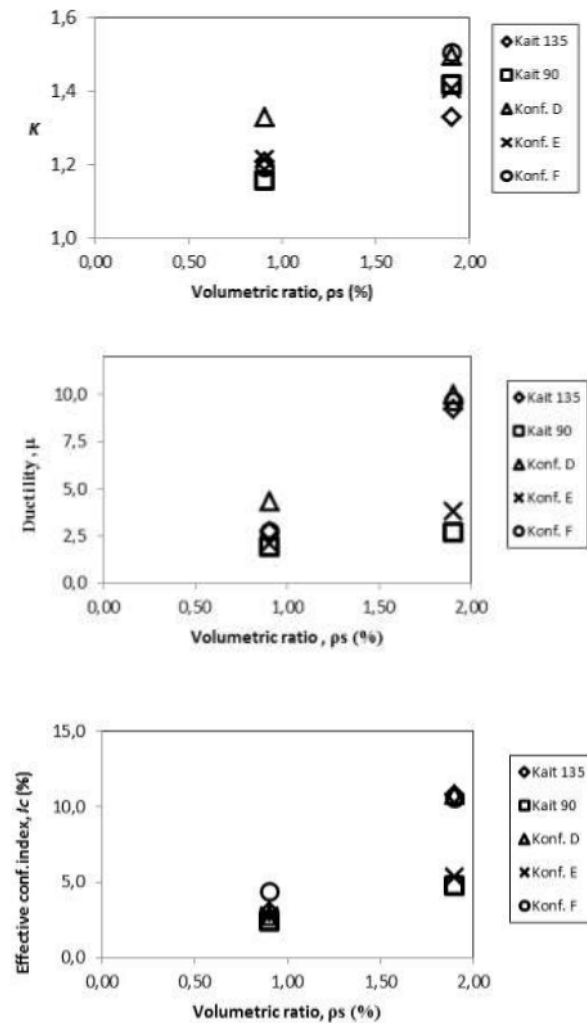 1,6
1,4
K
1,2
1,0
0,00 0,50 1,00 1,50 2,00
Volumetric ratio, ρs (%)
Kait 135
Kait 90
Konf. D
Konf. E
Konf. F
10,0
7,5
Ductility , μ
5,0
2,5
0,0
0,00 0,50 1,00 1,50 2,00
Volumetric ratio , ρs (%)
Kait 135
Kait 90
Konf. D
Konf. E
Konf. F
15,0
10,0
Effective conf.index, Ic (%)
5,0
0,0
0,00 0,50 1,00 1,50 2,00
Volumetric ratio, ρs (%)
Kait 135
Kait 90
Konf. D
Konf. E
Konf. F